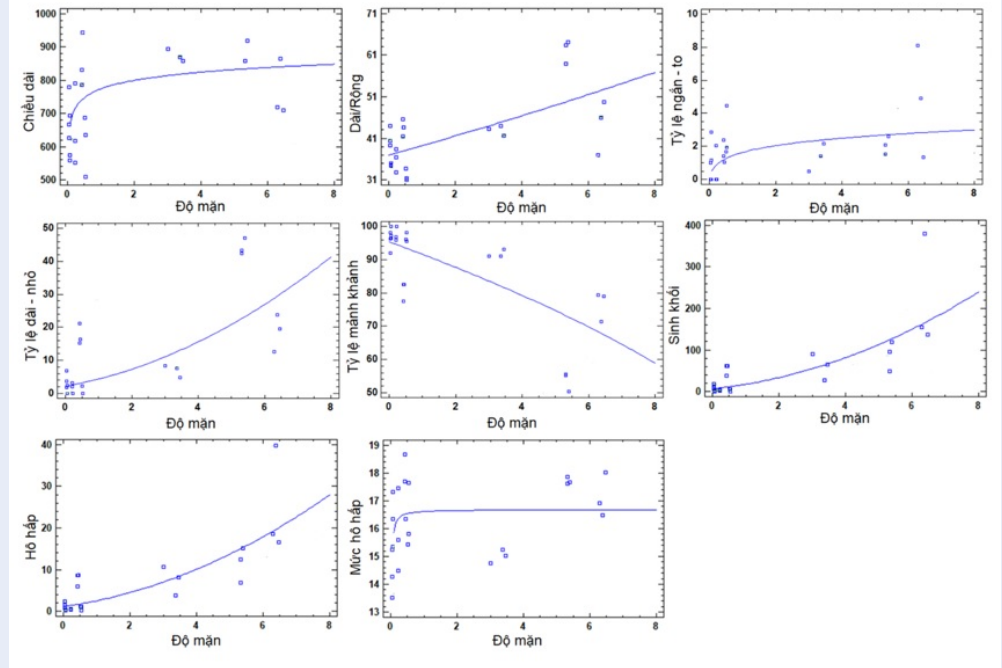 Chiều dài
1000
900
800
700
600
500
0 2 4 6 8
Độ mặn
Dài/Rộng
71
61
51
41
31
0 2 4 6 8
Độ mặn
Tỷ lệ ngắn - to
10
8
6
4
2
0
0 2 4 6 8
Độ mặn
Tỷ lệ dài - nhỏ
50
40
30
20
10
0
0 2 4 6 8
Độ mặn
Tỷ lệ mảnh khảnh
100
90
80
70
60
50
0 2 4 6 8
Độ mặn
Sinh khối
400
300
200
100
0
0 2 4 6 8
Độ mặn
Hô hấp
40
30
20
10
0
0 2 4 6 8
Độ mặn
Mức hô hấp
19
18
17
16
15
14
13
0 2 4 6 8
Độ mặn